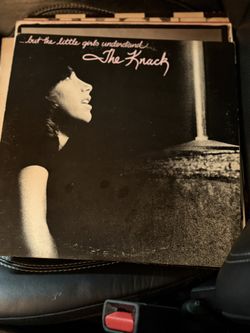 ...but the little girls understand...
The Knack